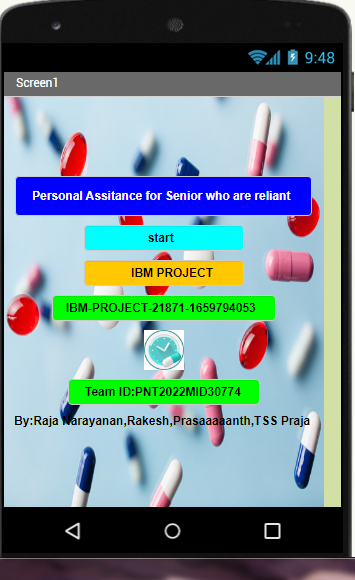 9:48
Screen1
Personal Assitance for Senior who are reliant
start
IBM PROJECT
IBM-PROJECT-21871-1659794053
Team ID:PNT2022MID30774
By:Raja Narayanan,Rakesh,Prasaaaaanth,TSS Praja